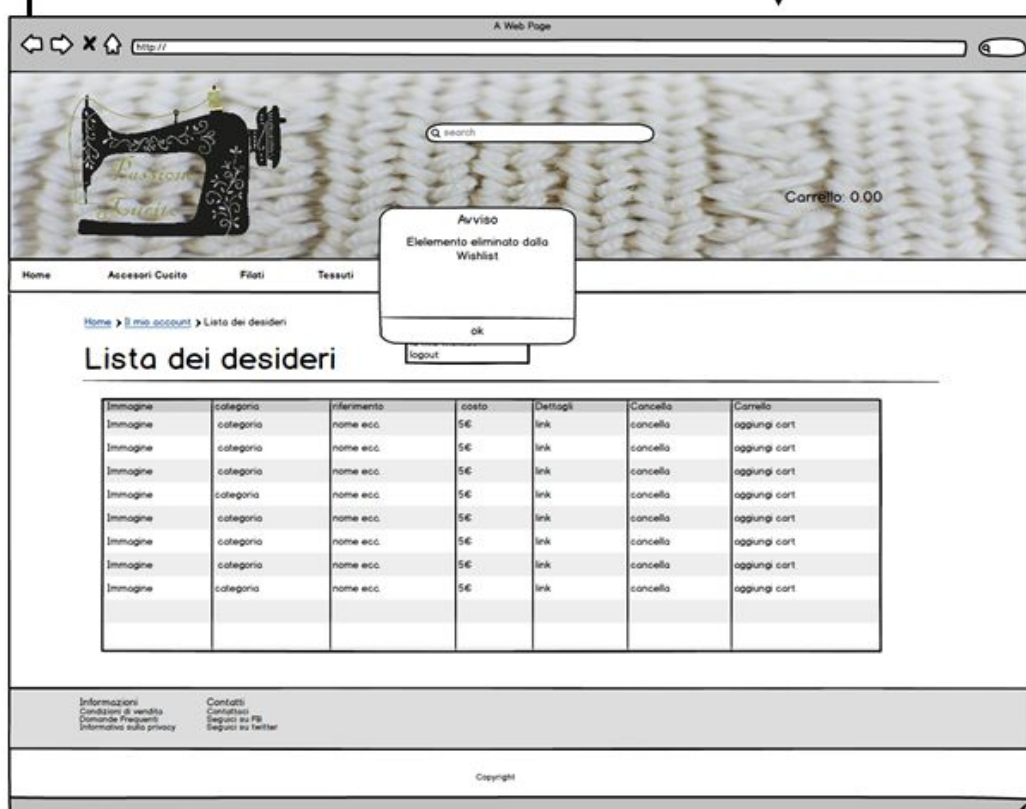 A Web Page
http://
search
Passione
Cucito
Carrello: 0.00
Avviso
Elelemento eliminato dalla
Wishlist
ok
Home Accesori Cucito Filati Tessuti
logout
Home > Il mio account > Lista dei desideri
Lista dei desideri
Immagine categoria riferimento costo Dettagli Cancella Carrello
Immagine categoria nome ecc. 5€ link cancella aggiungi cart
Immagine categoria nome ecc. 5€ link cancella aggiungi cart
Immagine categoria nome ecc. 5€ link cancella aggiungi cart
Immagine categoria nome ecc. 5€ link cancella aggiungi cart
Immagine categoria nome ecc. 5€ link cancella aggiungi cart
Immagine categoria nome ecc. 5€ link cancella aggiungi cart
Immagine categoria nome ecc. 5€ link cancella aggiungi cart
Immagine categoria nome ecc. 5€ link cancella aggiungi cart
Informazioni Contatti
Condizioni di vendita Contattaci
Domande Frequenti Seguici su FB
Informativa sulla privacy Seguici su twitter
Copyright